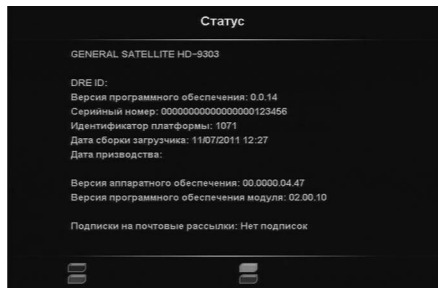 Статус
GENERAL SATELLITE HD-9303
DRE ID:
Версия программного обеспечения: 0.0.14
Серийный номер: 00000000000000000123456
Идентификатор платформы: 1071
Дата сборки загрузчика: 11/07/2011 12:27
Дата призводства:
Версия аппаратного обеспечения: 00.0000.04.47
Версия программного обеспечения модуля: 02.00.10
Подписки на почтовые рассылки: Нет подписок